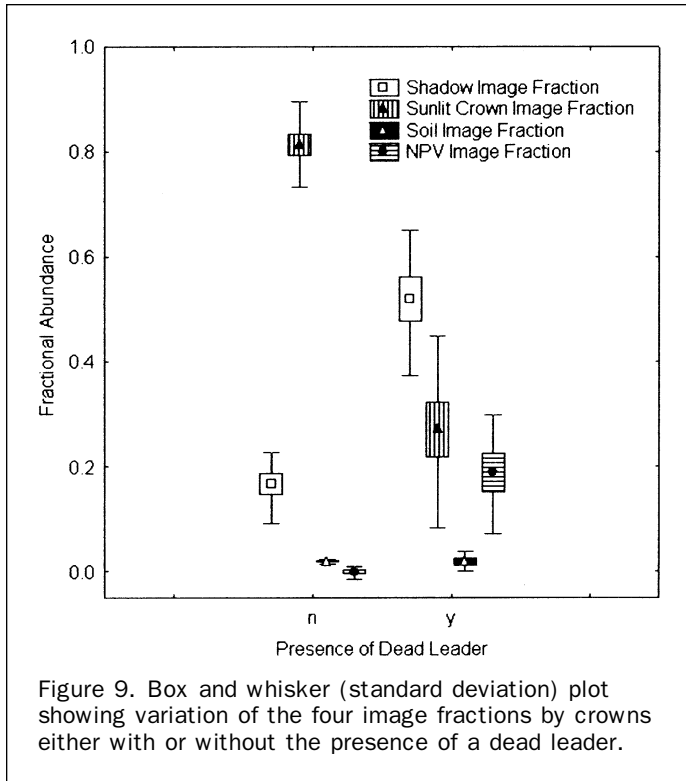 1.0
0.8
0.6
0.4
0.2
0.0
Fractional Abundance
Shadow Image Fraction
Sunlit Crown Image Fraction
Soil Image Fraction
NPV Image Fraction
n
y
Presence of Dead Leader
Figure 9. Box and whisker (standard deviation) plot
showing variation of the four image fractions by crowns
either with or without the presence of a dead leader.